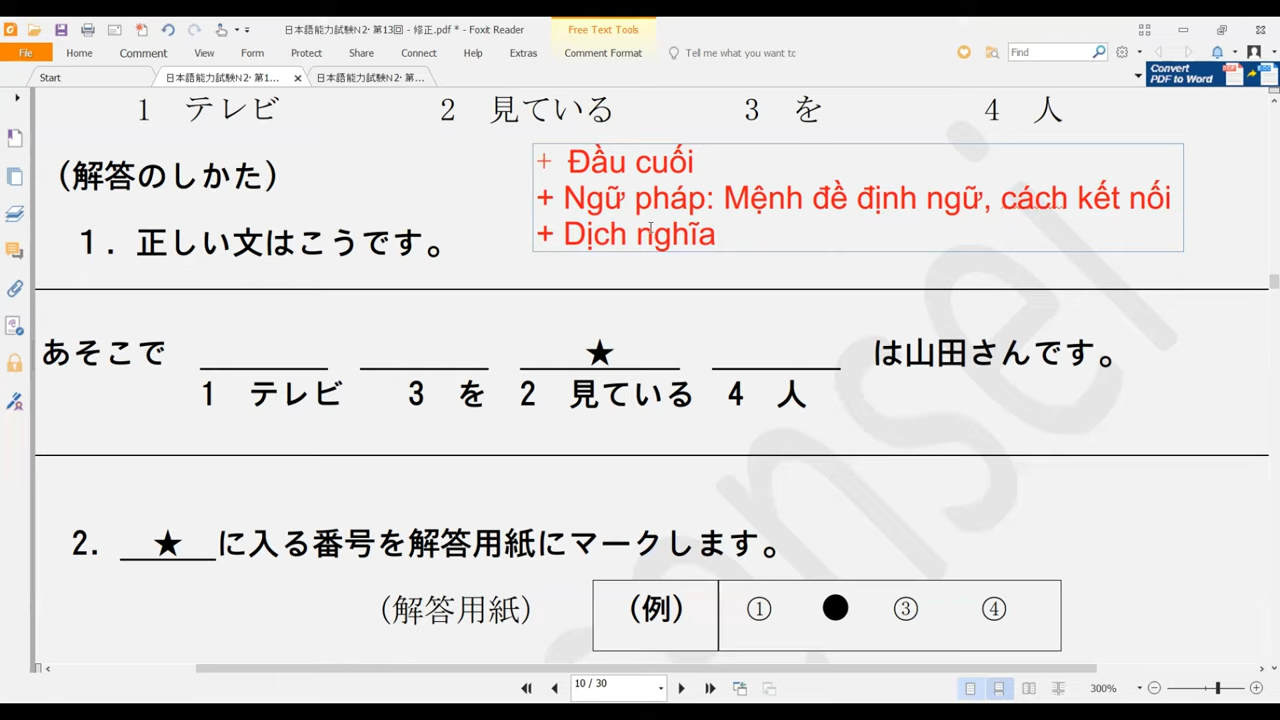 日本語能力試験N2- 第13回 - 修正.pdf * - Foxit Reader
Free Text Tools
File Home Comment View Form Protect Share Connect Help Extras Comment Format Tell me what you want Find
Start 日本語能力試験N2- 第1... 日本語能力試験N2- 第...
Convert
PDF to Word
1 テレビ 2 見ている 3 を 4 人
(解答のしかた)
+ Đầu cuối
+ Ngữ pháp: Mệnh đề định ngữ, cách kết nối
+ Dịch nghĩa
1. 正しい文はこうです。
あそこで ★ は山田さんです。
1 テレビ 3 を 2 見ている 4 人
2. ★ に入る番号を解答用紙にマークします。
(解答用紙) (例) ① ● ③ ④
10 / 30
300%